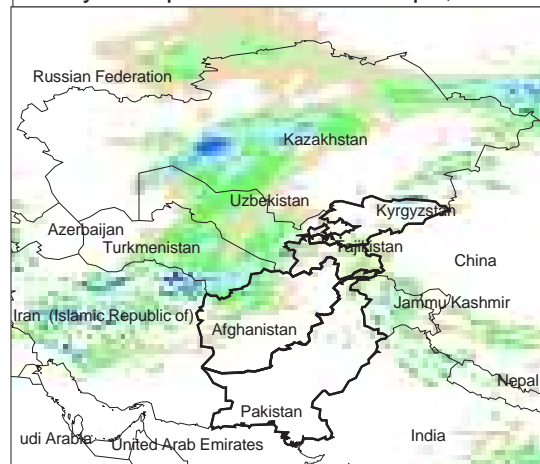 Russian Federation
Kazakhstan
Uzbekistan
Kyrgyzstan
Azerbaijan
Turkmenistan
Tajikistan
China
Iran (Islamic Republic of)
Jammu/Kashmir
Afghanistan
Nepal
Pakistan
udi Arabia
United Arab Emirates
India